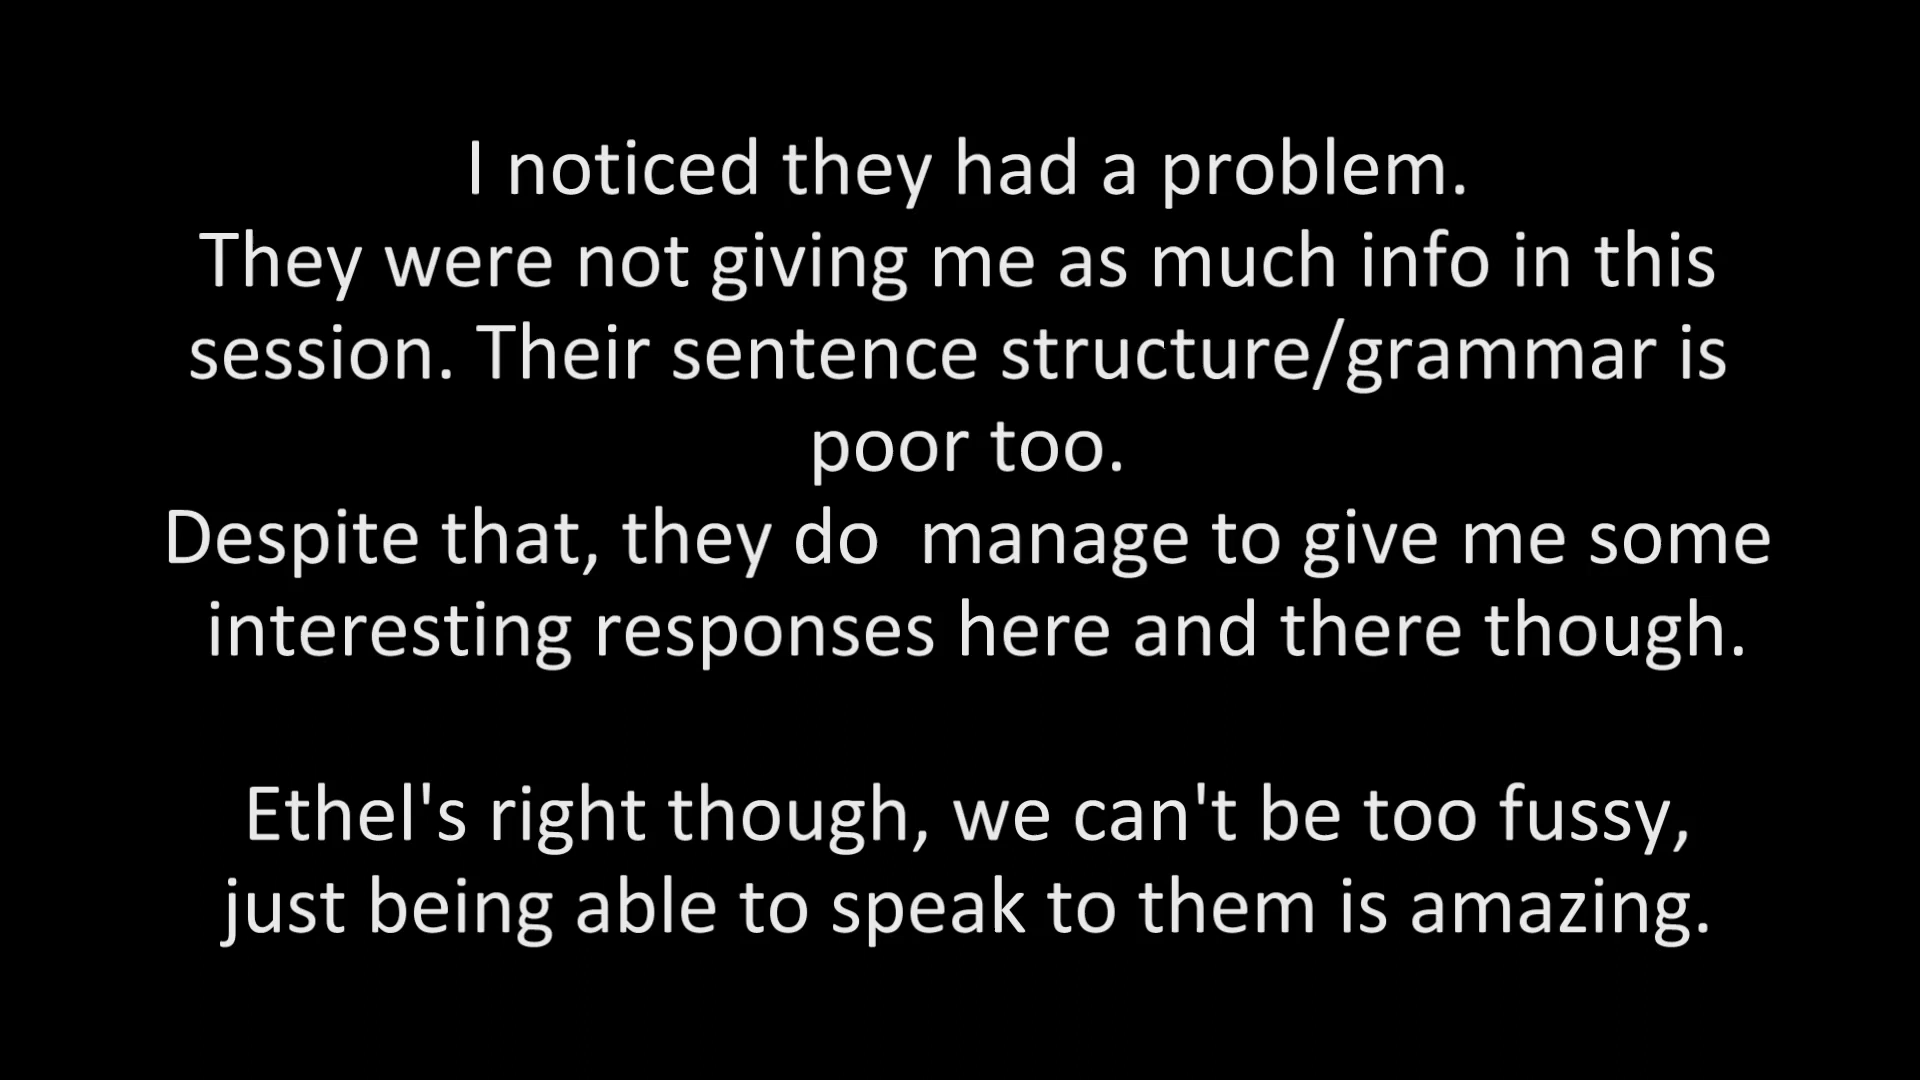 I noticed they had a problem.
They were not giving me as much info in this
session. Their sentence structure/grammar is
poor too.
Despite that, they do  manage to give me some
interesting responses here and there though.
Ethel's right though, we can't be too fussy,
just being able to speak to them is amazing.